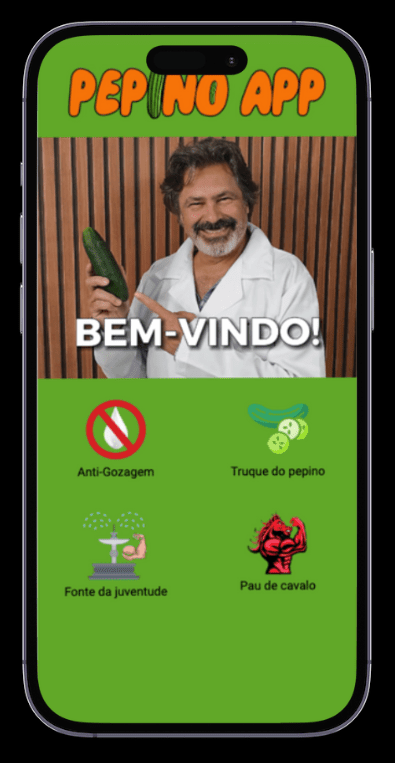 PEPINO APP
BEM-VINDO!
Anti-Gozagem
Truque do pepino
Fonte da juventude
Pau de cavalo